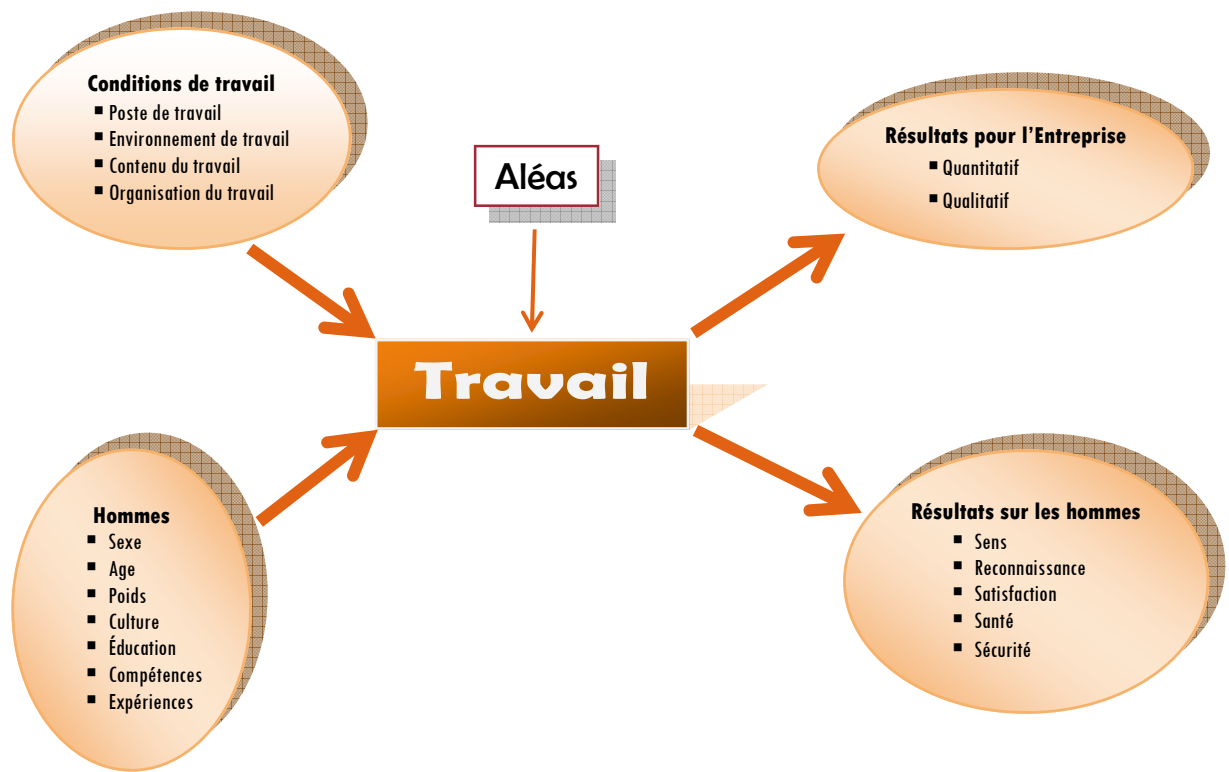 Conditions de travail
▪ Poste de travail
▪ Environnement de travail
▪ Contenu du travail
▪ Organisation du travail
Aléas
Résultats pour l’Entreprise
▪ Quantitatif
▪ Qualitatif
Travail
Hommes
▪ Sexe
▪ Age
▪ Poids
▪ Culture
▪ Éducation
▪ Compétences
▪ Expériences
Résultats sur les hommes
▪ Sens
▪ Reconnaissance
▪ Satisfaction
▪ Santé
▪ Sécurité